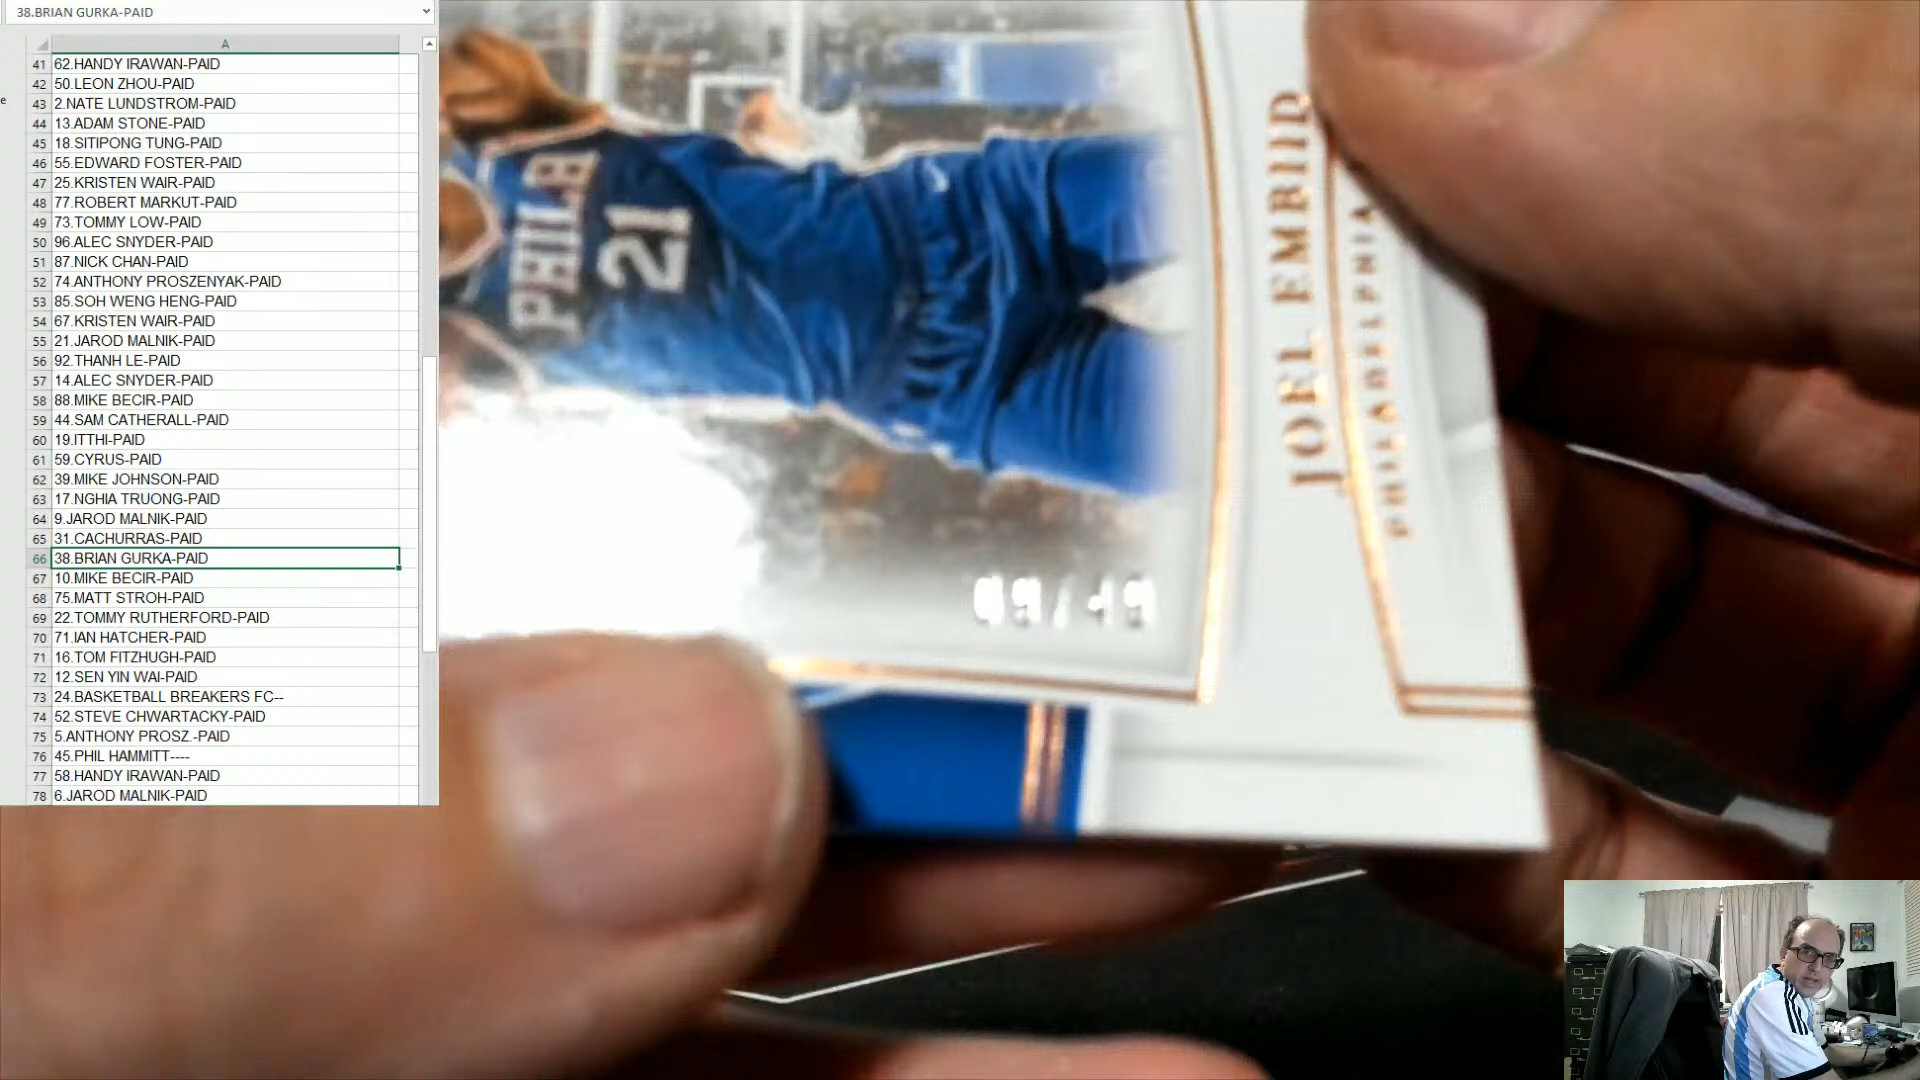 38.BRIAN GURKA-PAID
A
41 62.HANDY IRAWAN-PAID
42 50.LEON ZHOU-PAID
e
43 2.NATE LUNDSTROM-PAID
44 13.ADAM STONE-PAID
45 18.SITIPONG TUNG-PAID
46 55.EDWARD FOSTER-PAID
47 25.KRISTEN WAIR-PAID
48 77.ROBERT MARKUT-PAID
49 73.TOMMY LOW-PAID
50 96.ALEC SNYDER-PAID
51 87.NICK CHAN-PAID
52 74.ANTHONY PROSZENYAK-PAID
53 85.SOH WENG HENG-PAID
54 67.KRISTEN WAIR-PAID
55 21.JAROD MALNIK-PAID
56 92.THANH LE-PAID
57 14.ALEC SNYDER-PAID
58 88.MIKE BECIR-PAID
59 44.SAM CATHERALL-PAID
60 19.ITTHI-PAID
61 59.CYRUS-PAID
62 39.MIKE JOHNSON-PAID
63 17.NGHIA TRUONG-PAID
64 9.JAROD MALNIK-PAID
65 31.CACHURRAS-PAID
66 38.BRIAN GURKA-PAID
67 10.MIKE BECIR-PAID
68 75.MATT STROH-PAID
69 22.TOMMY RUTHERFORD-PAID
70 71.IAN HATCHER-PAID
71 16.TOM FITZHUGH-PAID
72 12.SEN YIN WAI-PAID
73 24.BASKETBALL BREAKERS FC--
74 52.STEVE CHWARTACKY-PAID
75 5.ANTHONY PROSZ.-PAID
76 45.PHIL HAMMITT----
77 58.HANDY IRAWAN-PAID
78 6.JAROD MALNIK-PAID
PHILA
21
JOEL EMBIID
PHILADELPHIA